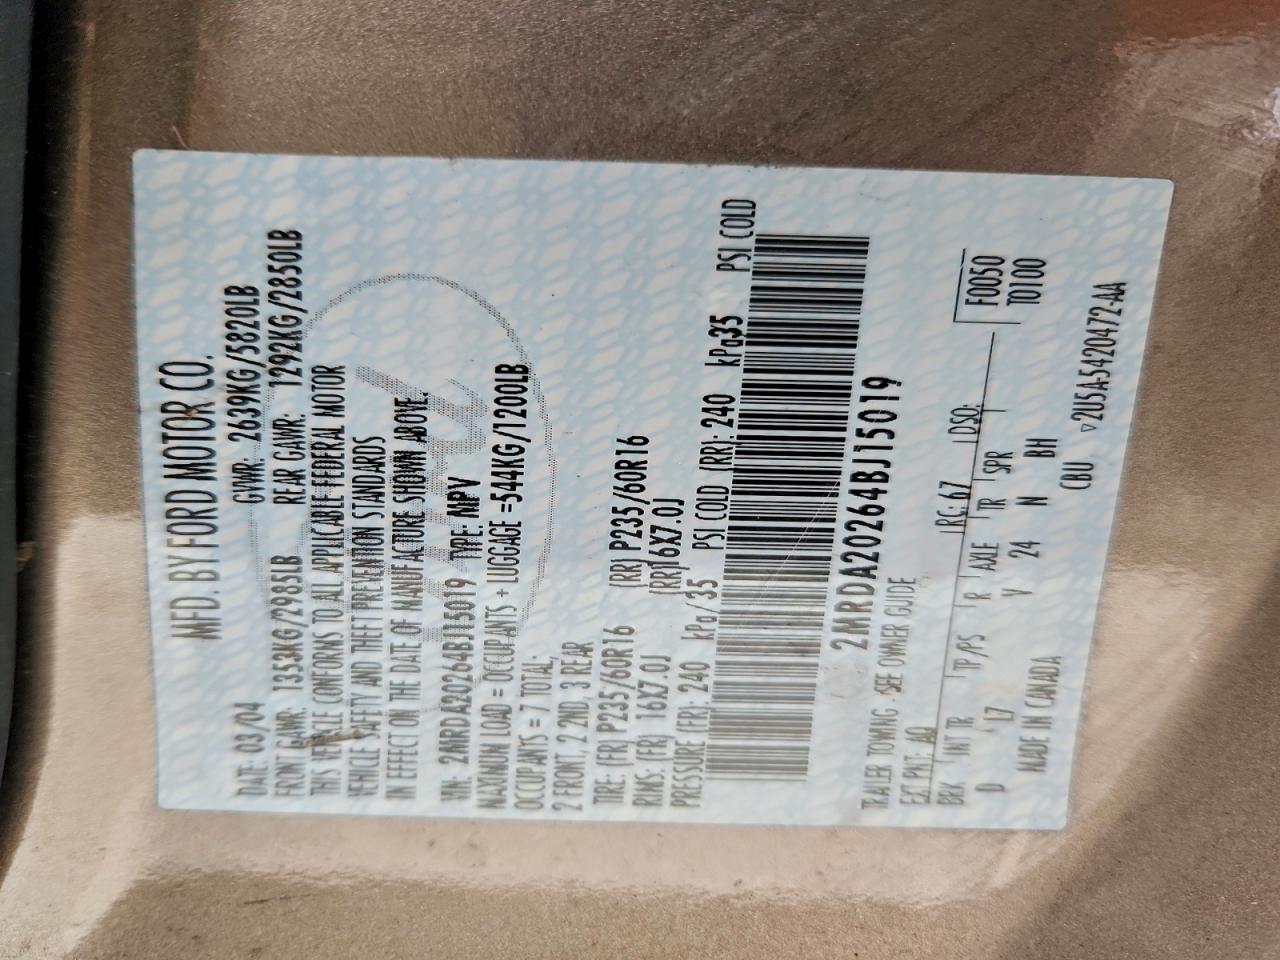 MFD. BY FORD MOTOR CO.
DATE: 03/04 GVWR: 2639KG/5820LB
FRONT GAWR: 1353KG/2985LB REAR GAWR: 1292KG/2850LB
THIS VEHICLE CONFORMS TO ALL APPLICABLE FEDERAL MOTOR
VEHICLE SAFETY AND THEFT PREVENTION STANDARDS
IN EFFECT ON THE DATE OF MANUFACTURE SHOWN ABOVE.
VIN: 2MRDA20264BJ15019 TYPE: MPV
MAXIMUM LOAD = OCCUPANTS + LUGGAGE =544KG/1200LB
OCCUPANTS = 7 TOTAL:
2 FRONT, 2 2ND, 3 REAR
TIRE: (FR) P235/60R16 (RR) P235/60R16
RIMS: (FR) 16X7.0J (RR)16X7.0J
PRESSURE (FR): 240 kPa/35 PSI COLD (RR): 240 kPa35 PSI COLD
2MRDA20264BJ15019
TRAILER TOWING - SEE OWNER GUIDE
EXT PNT: AQ RC: 67 DSO: F0050
BRK INT TR TP/PS R AXLE TR SPR T0100
D L7 V 24 N BH
MADE IN CANADA CBU ▽2U5A-5420472-AA